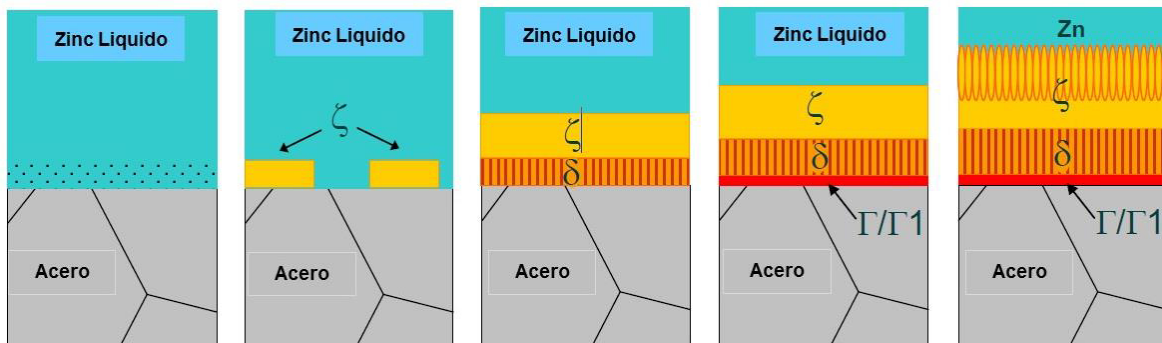 Zinc Liquido
Acero
Zinc Liquido
ζ
Acero
Zinc Liquido
ζ
δ
Acero
Zinc Liquido
ζ
δ
Γ/Γ1
Acero
Zn
ζ
δ
Γ/Γ1
Acero